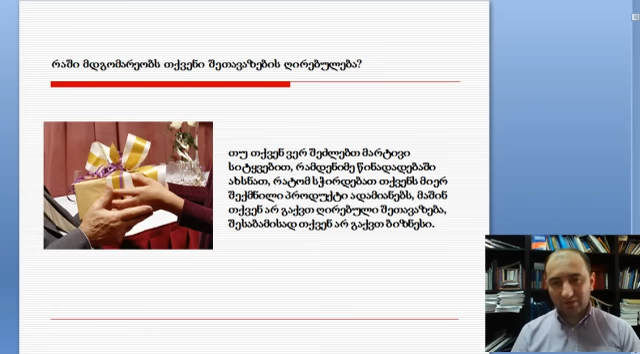 რაში მდგომარეობს თქვენი შეთავაზების ღირებულება?
თუ თქვენ ვერ შეძლებთ მარტივი
სიტყვებით, რამდენიმე წინადადებაში
ახსნათ, რატომ სჭირდებათ თქვენს მიერ
შექმნილი პროდუქტი ადამიანებს, მაშინ
თქვენ არ გაქვთ ღირებული შეთავაზება,
შესაბამისად თქვენ არ გაქვთ ბიზნესი.